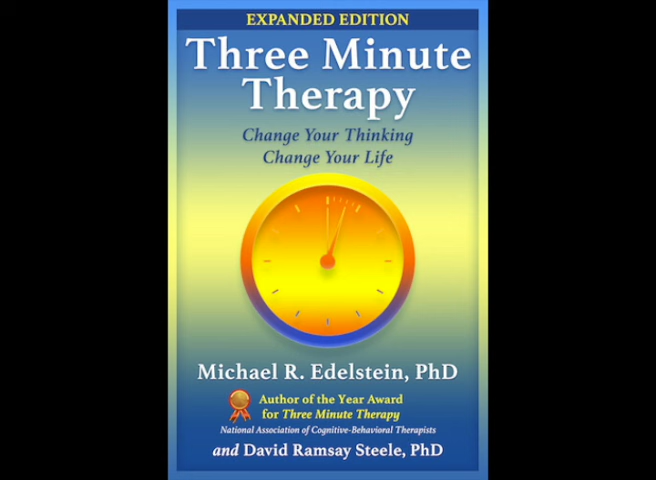 EXPANDED EDITION
Three Minute
Therapy
Change Your Thinking
Change Your Life
Michael R. Edelstein, PhD
Author of the Year Award
for Three Minute Therapy
National Association of Cognitive-Behavioral Therapists
and David Ramsay Steele, PhD